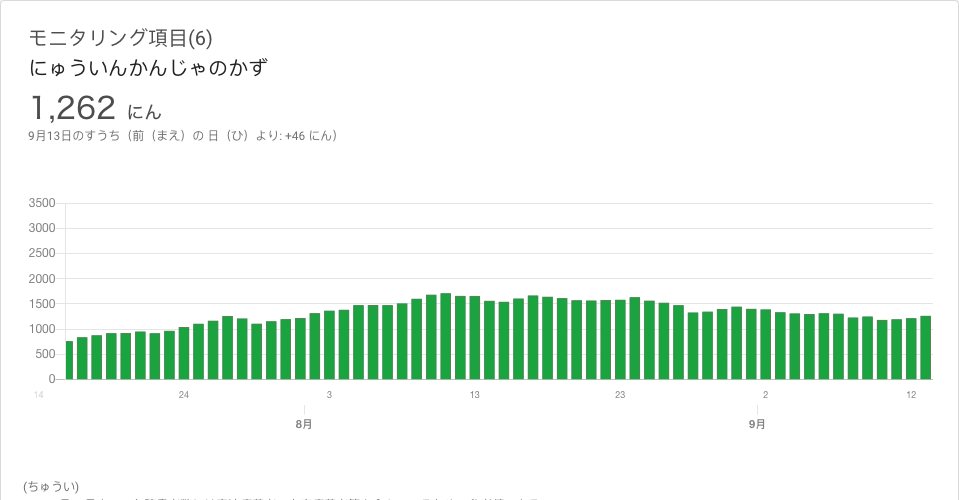 モニタリング項目(6)
にゅういんかんじゃのかず
1,262 にん
9月13日のすうち（前（まえ）の 日（ひ）より: +46 にん）
3500
3000
2500
2000
1500
1000
500
0
14 24 3 13 23 2 12
8月 9月
(ちゅうい)